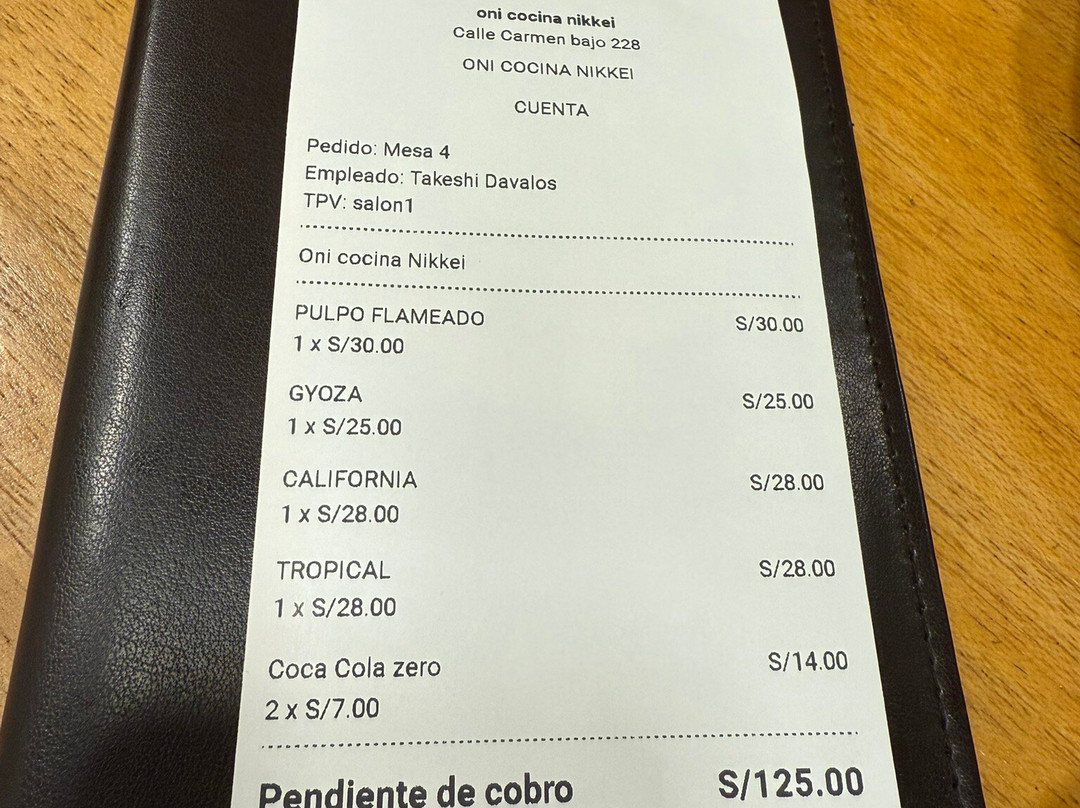 oni cocina nikkei
Calle Carmen bajo 228
ONI COCINA NIKKEI
CUENTA
Pedido: Mesa 4
Empleado: Takeshi Davalos
TPV: salon1
Oni cocina Nikkei
PULPO FLAMEADO S/30.00
1 x S/30.00
GYOZA S/25.00
1 x S/25.00
CALIFORNIA S/28.00
1 x S/28.00
TROPICAL S/28.00
1 x S/28.00
Coca Cola zero S/14.00
2 x S/7.00
Pendiente de cobro S/125.00